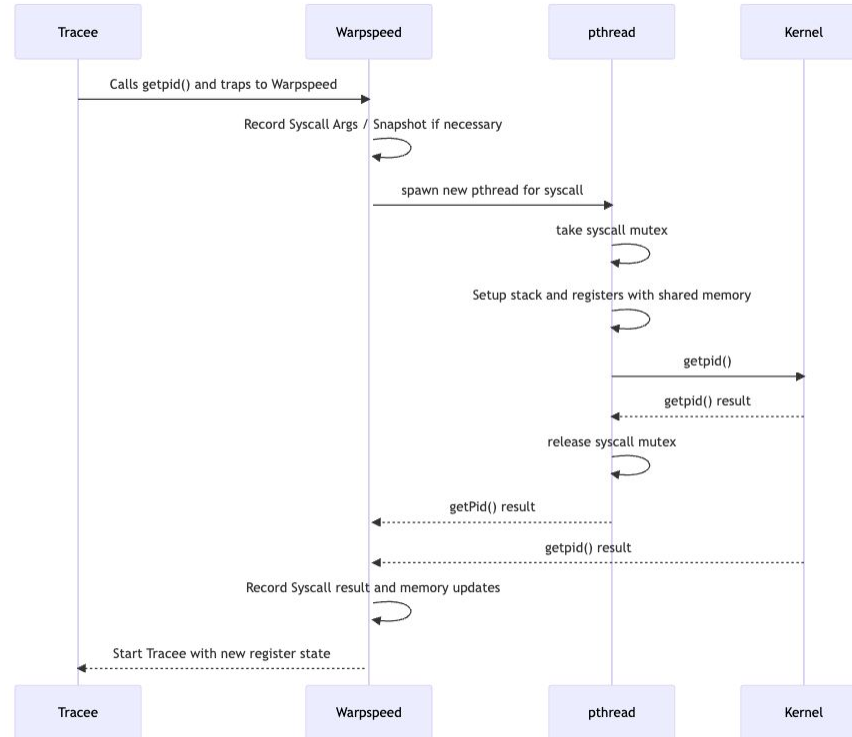 Tracee
Warpspeed
pthread
Kernel
Calls getpid() and traps to Warpspeed
Record Syscall Args / Snapshot if necessary
spawn new pthread for syscall
take syscall mutex
Setup stack and registers with shared memory
getpid()
getpid() result
release syscall mutex
getPid() result
getpid() result
Record Syscall result and memory updates
Start Tracee with new register state
Tracee
Warpspeed
pthread
Kernel